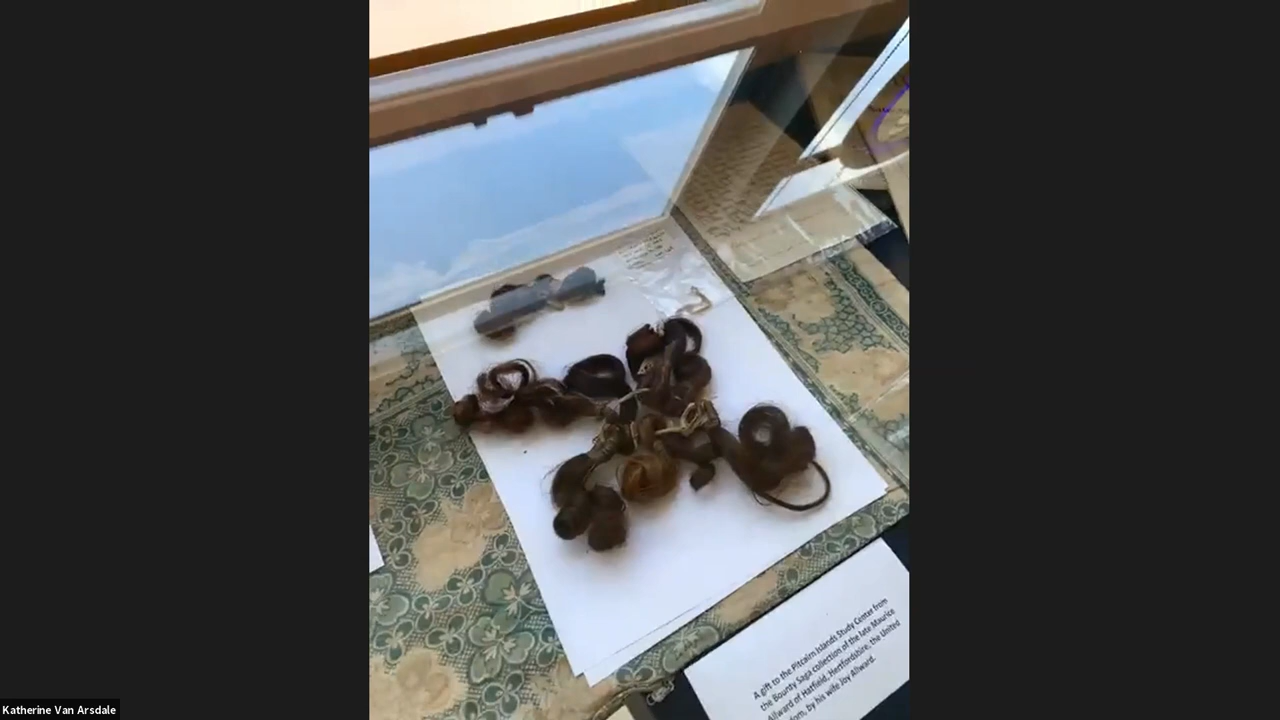 A gift to the Pitcairn Islands Study Center from
the Bounty Saga collection of the late Maurice
Allward of Hatfield, Hertfordshire, the United
dom, by his wife Joy Allward.
Katherine Van Arsdale